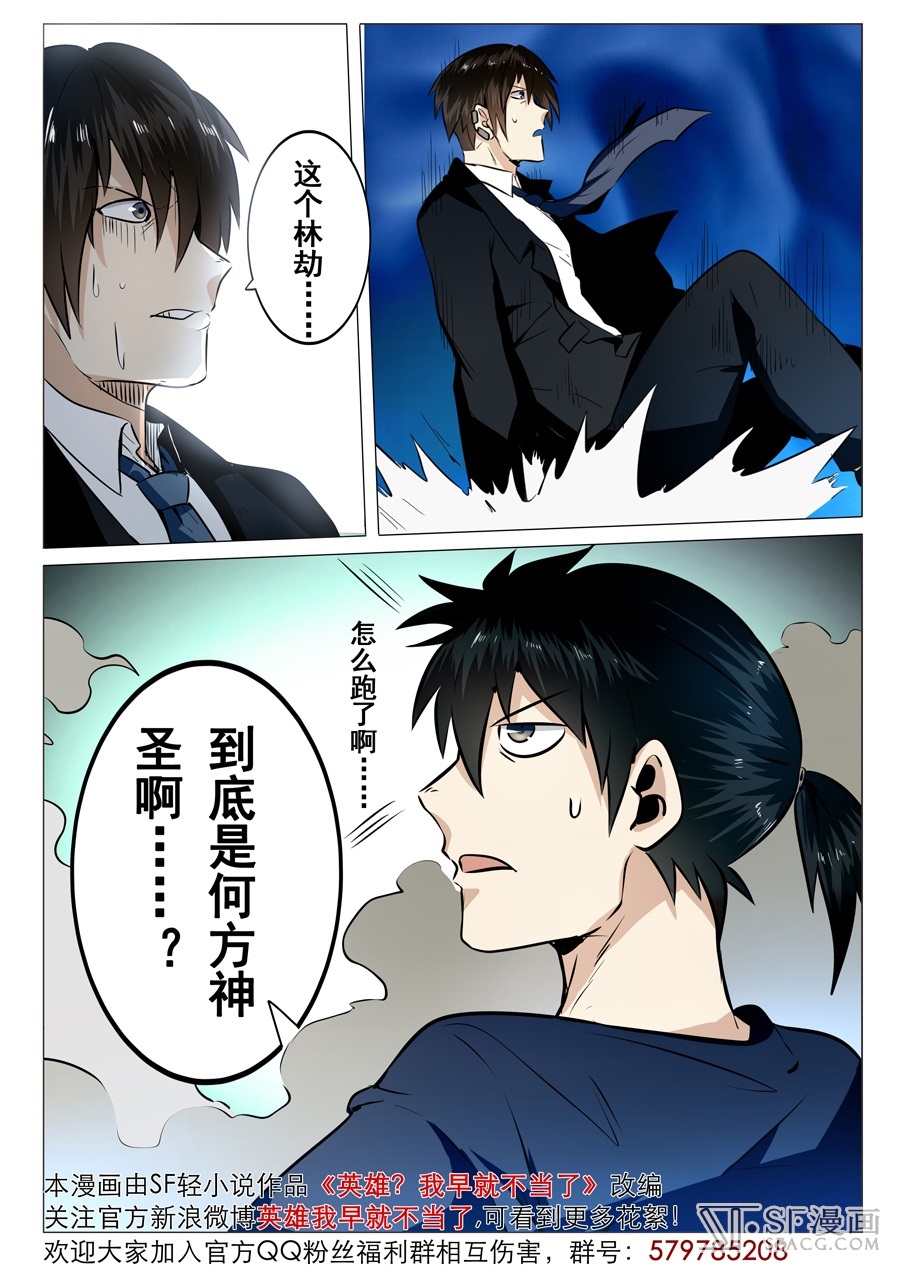 这个林劫……
怎么跑了啊……
到底是何方神
圣啊……？
本漫画由SF轻小说作品《英雄？我早就不当了》改编
关注官方新浪微博英雄我早就不当了,可看到更多花絮！
欢迎大家加入官方QQ粉丝福利群相互伤害，群号：579785208
SF漫画
SFACG.COM